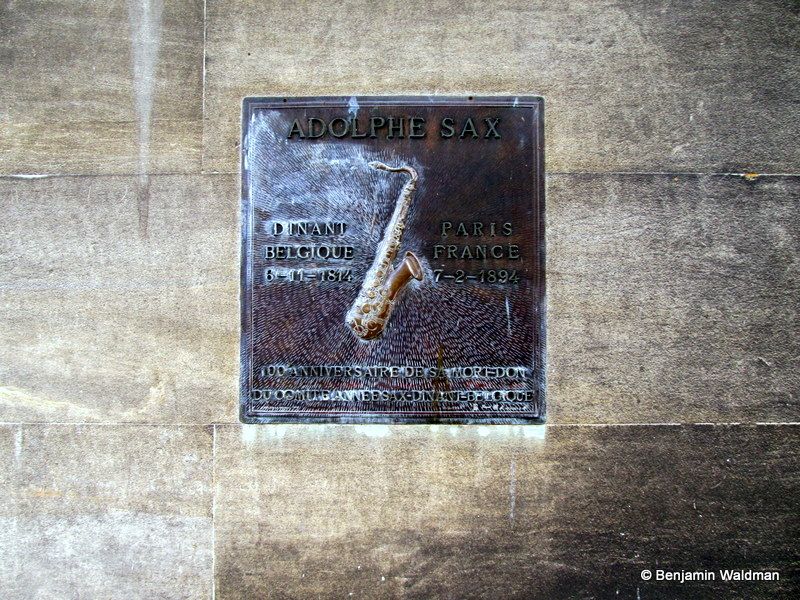 ADOLPHE SAX
DINANT
BELGIQUE
6-11-1814
PARIS
FRANCE
7-2-1894
100 ANNIVERSAIRE DE SA MORT-DON
DU COMITE ANNEE SAX-DINANT-BELGIQUE
© Benjamin Waldman